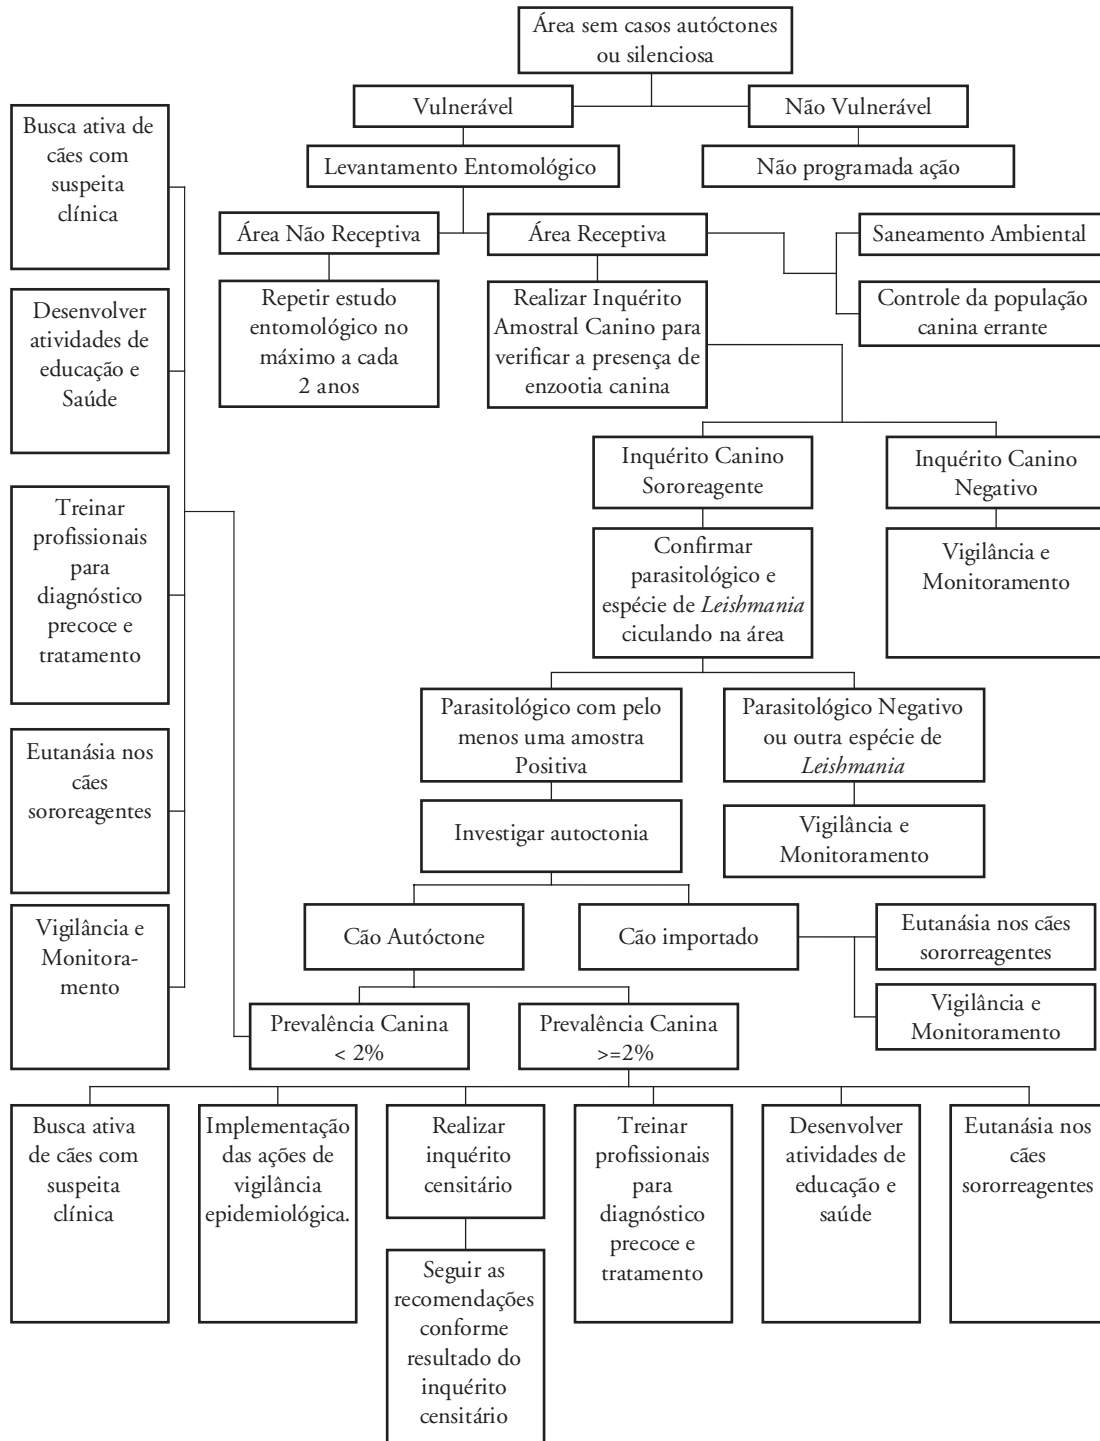 Área sem casos autóctones
ou silenciosa
Vulnerável
Não Vulnerável
Levantamento Entomológico
Não programada ação
Área Não Receptiva
Área Receptiva
Saneamento Ambiental
Controle da população
canina errante
Repetir estudo
entomológico no
máximo a cada
2 anos
Realizar Inquérito
Amostral Canino para
verificar a presença de
enzootia canina
Inquérito Canino
Sororeagente
Inquérito Canino
Negativo
Confirmar
parasitológico e
espécie de Leishmania
ciculando na área
Vigilância e
Monitoramento
Parasitológico com pelo
menos uma amostra
Positiva
Parasitológico Negativo
ou outra espécie de
Leishmania
Investigar autoctonia
Vigilância e
Monitoramento
Cão Autóctone
Cão importado
Eutanásia nos cães
sororreagentes
Vigilância e
Monitoramento
Prevalência Canina
< 2%
Prevalência Canina
>=2%
Busca ativa de
cães com
suspeita
clínica
Desenvolver
atividades de
educação e
Saúde
Treinar
profissionais
para
diagnóstico
precoce e
tratamento
Eutanásia nos
cães
sororeagentes
Vigilância e
Monitora-
mento
Busca ativa
de cães com
suspeita
clínica
Implementação
das ações de
vigilância
epidemiológica.
Realizar
inquérito
censitário
Seguir as
recomendações
conforme
resultado do
inquérito
censitário
Treinar
profissionais
para
diagnóstico
precoce e
tratamento
Desenvolver
atividades de
educação e
saúde
Eutanásia nos
cães
sororreagentes